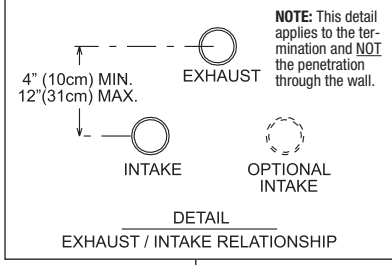 NOTE: This detail
applies to the ter-
mination and NOT
the penetration
through the wall.
EXHAUST
4" (10cm) MIN.
12"(31cm) MAX.
INTAKE
OPTIONAL
INTAKE
DETAIL
EXHAUST / INTAKE RELATIONSHIP